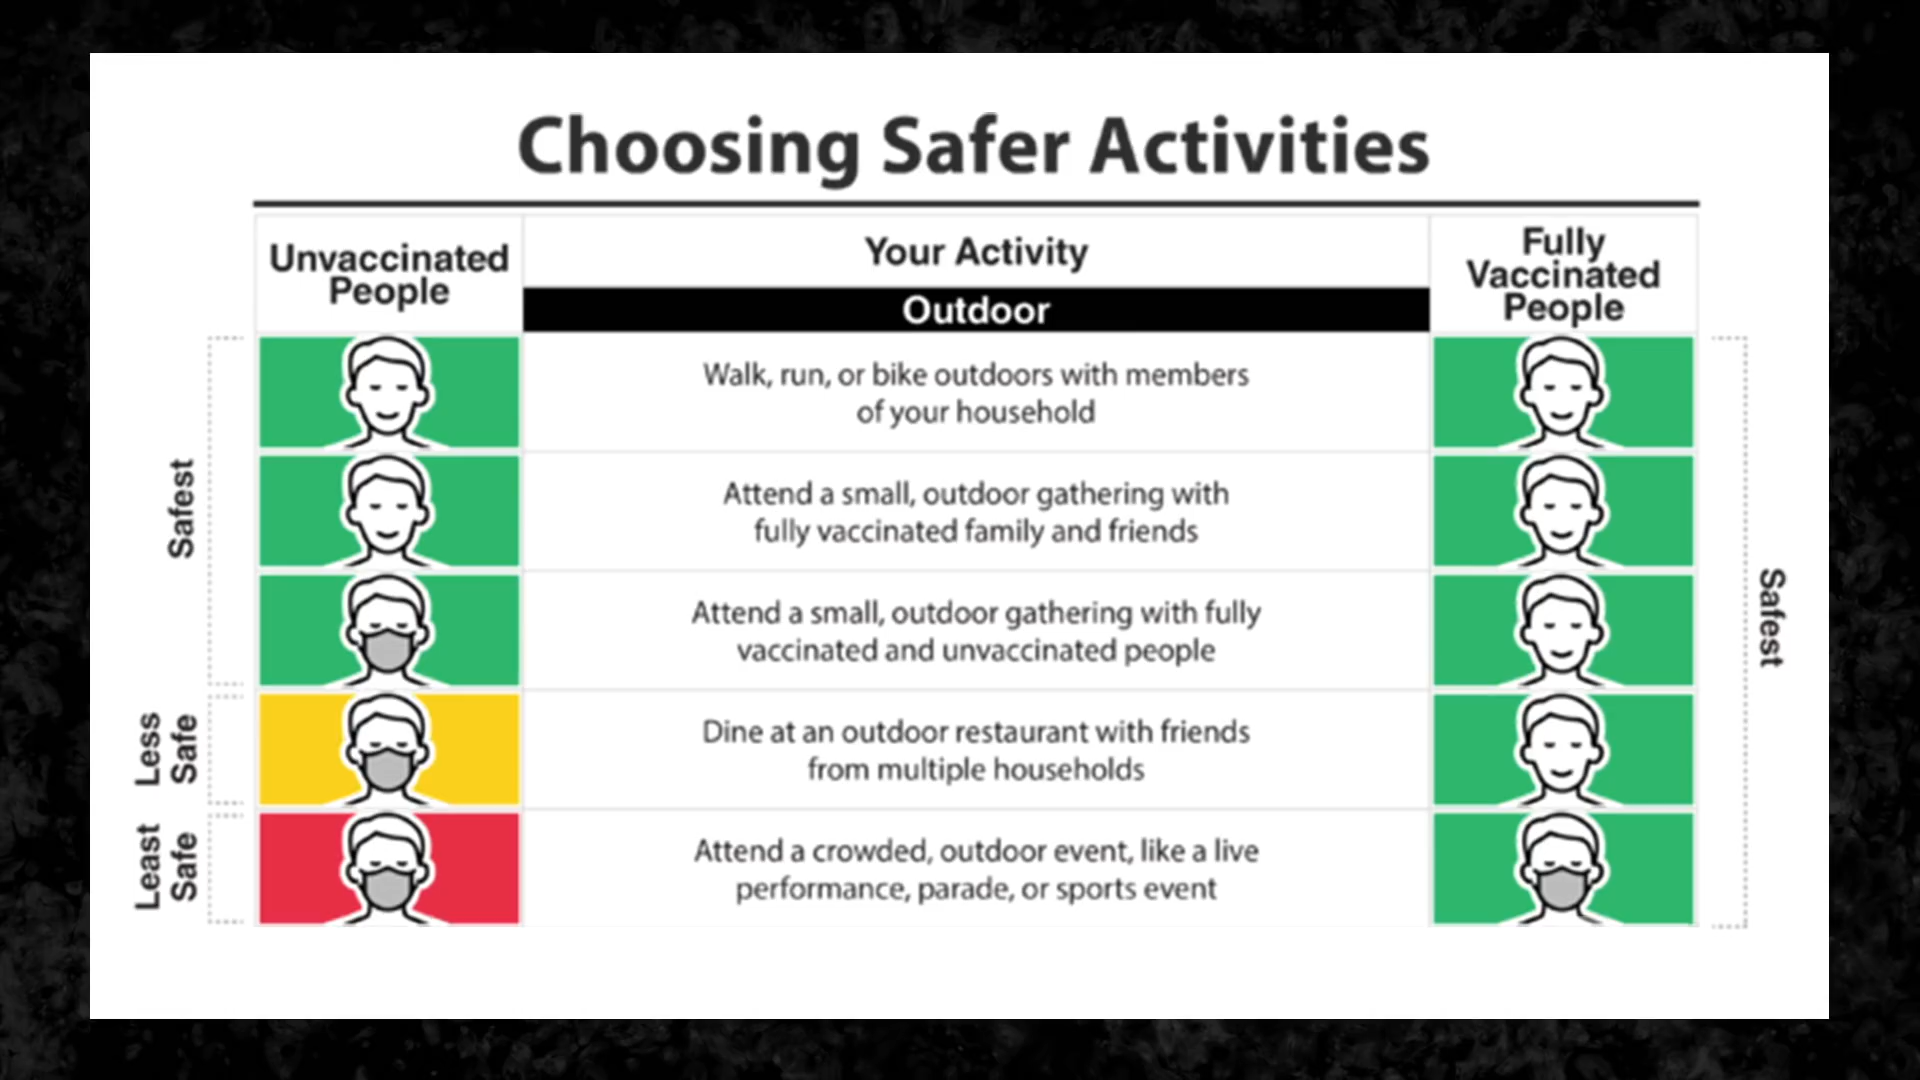 Choosing Safer Activities
Unvaccinated
People
Your Activity
Outdoor
Fully
Vaccinated
People
Safest
Less
Safe
Least
Safe
Walk, run, or bike outdoors with members
of your household
Attend a small, outdoor gathering with
fully vaccinated family and friends
Attend a small, outdoor gathering with fully
vaccinated and unvaccinated people
Dine at an outdoor restaurant with friends
from multiple households
Attend a crowded, outdoor event, like a live
performance, parade, or sports event
Safest